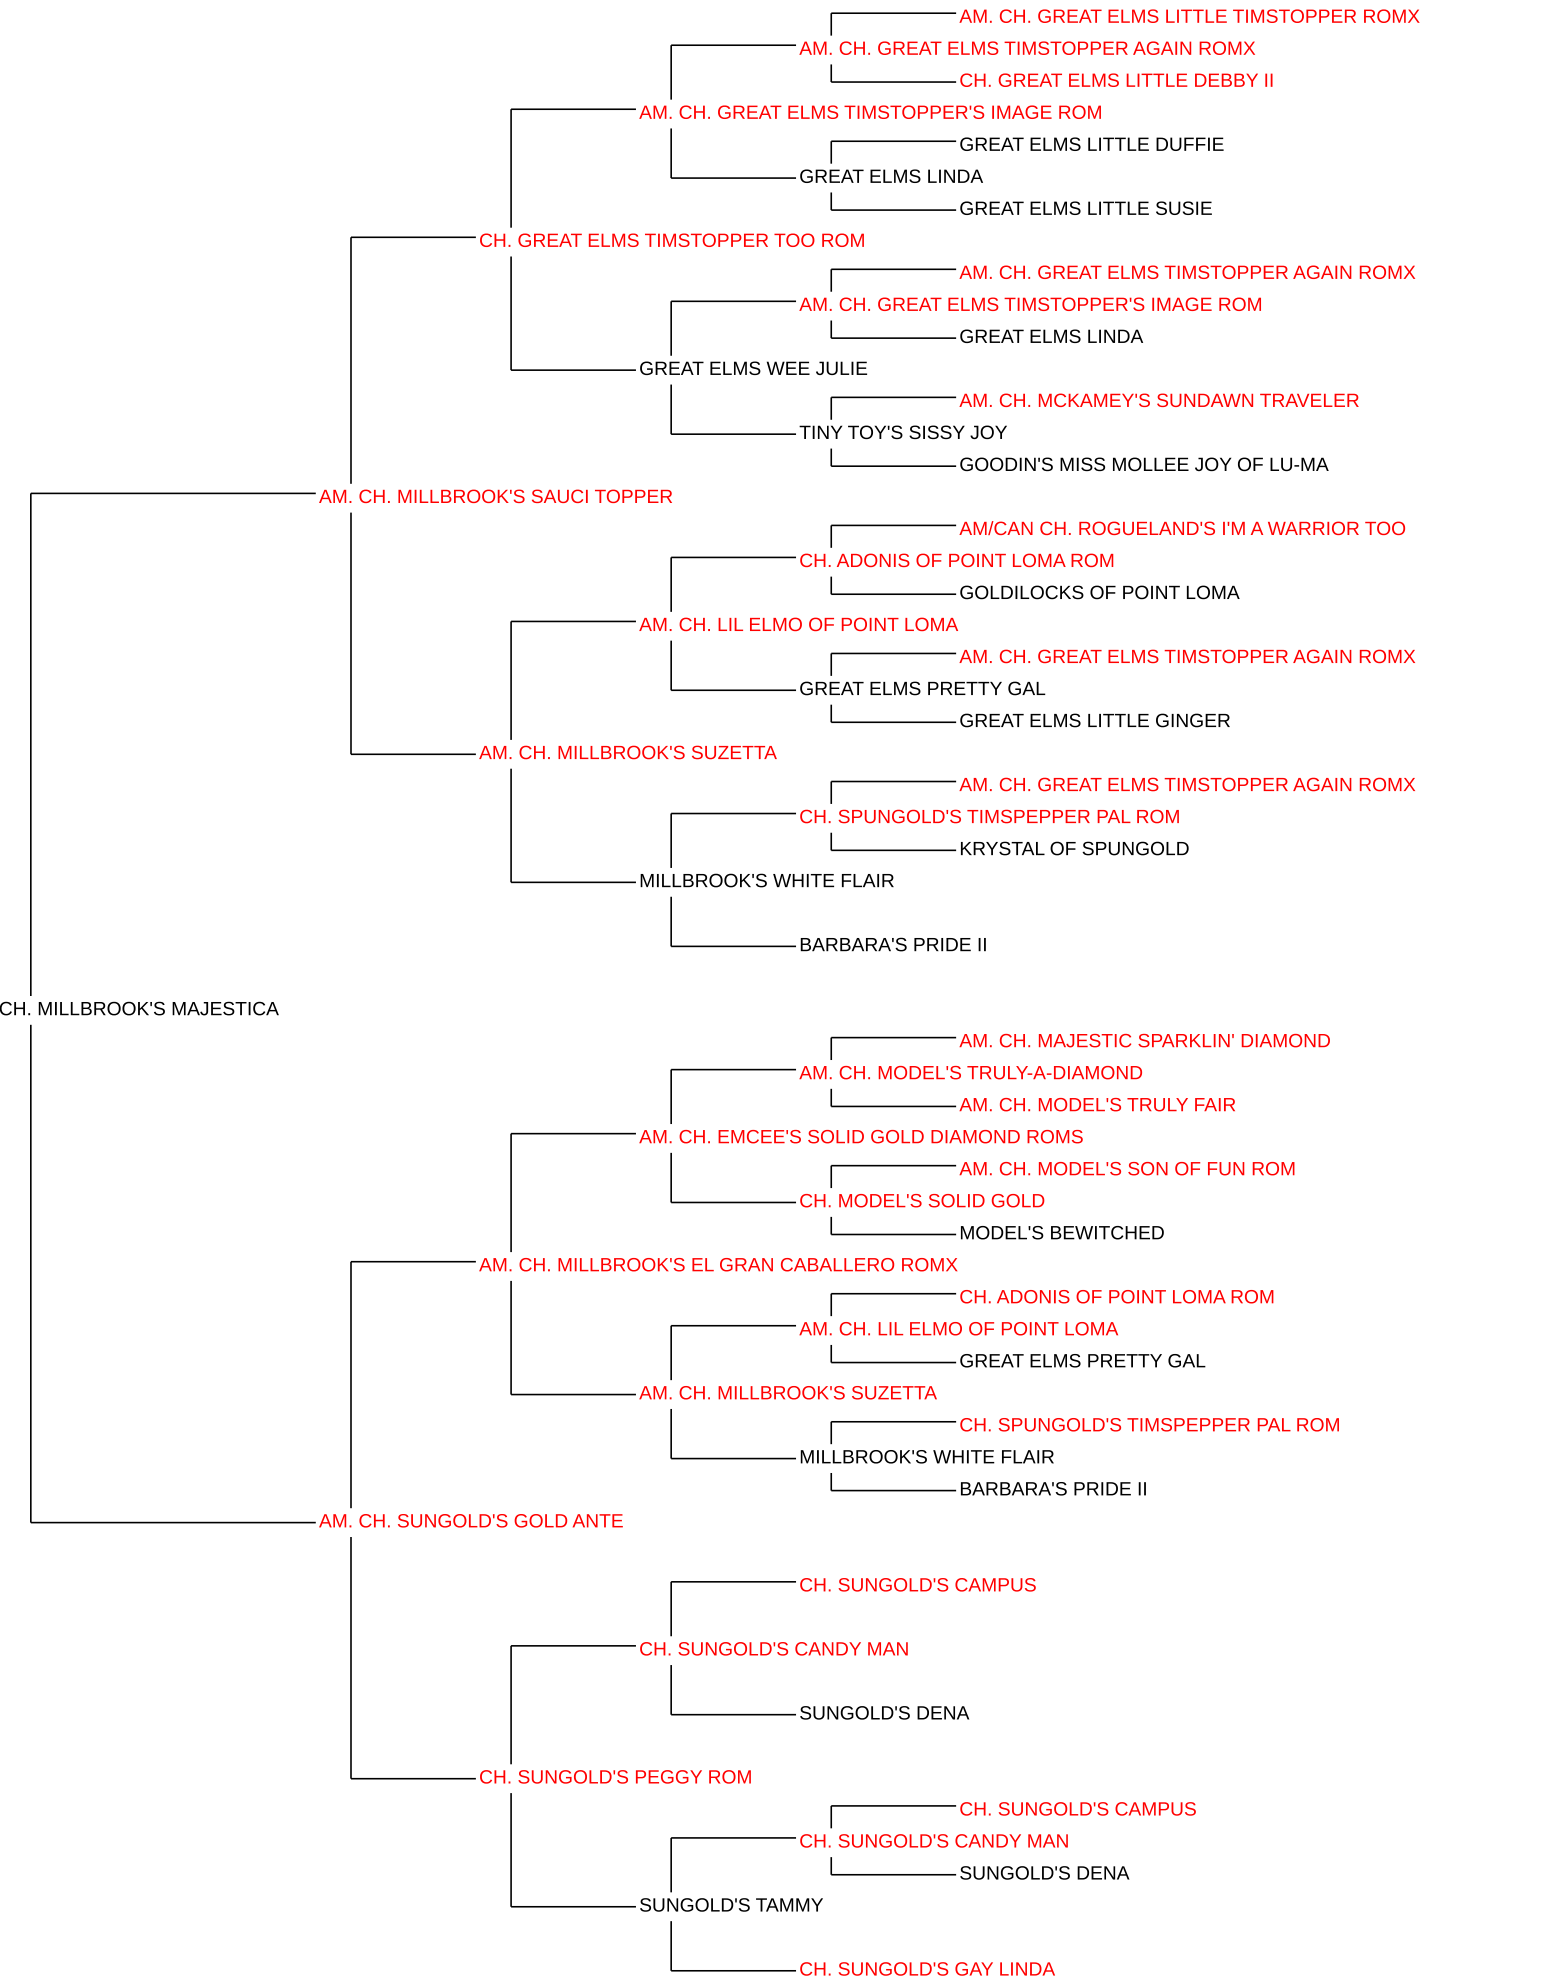 AM. CH. GREAT ELMS LITTLE TIMSTOPPER ROMX
AM. CH. GREAT ELMS TIMSTOPPER AGAIN ROMX
CH. GREAT ELMS LITTLE DEBBY II
AM. CH. GREAT ELMS TIMSTOPPER'S IMAGE ROM
GREAT ELMS LITTLE DUFFIE
GREAT ELMS LINDA
GREAT ELMS LITTLE SUSIE
CH. GREAT ELMS TIMSTOPPER TOO ROM
AM. CH. GREAT ELMS TIMSTOPPER AGAIN ROMX
AM. CH. GREAT ELMS TIMSTOPPER'S IMAGE ROM
GREAT ELMS LINDA
GREAT ELMS WEE JULIE
AM. CH. MCKAMEY'S SUNDAWN TRAVELER
TINY TOY'S SISSY JOY
GOODIN'S MISS MOLLEE JOY OF LU-MA
AM. CH. MILLBROOK'S SAUCI TOPPER
AM/CAN CH. ROGUELAND'S I'M A WARRIOR TOO
CH. ADONIS OF POINT LOMA ROM
GOLDILOCKS OF POINT LOMA
AM. CH. LIL ELMO OF POINT LOMA
AM. CH. GREAT ELMS TIMSTOPPER AGAIN ROMX
GREAT ELMS PRETTY GAL
GREAT ELMS LITTLE GINGER
AM. CH. MILLBROOK'S SUZETTA
AM. CH. GREAT ELMS TIMSTOPPER AGAIN ROMX
CH. SPUNGOLD'S TIMSPEPPER PAL ROM
KRYSTAL OF SPUNGOLD
MILLBROOK'S WHITE FLAIR
BARBARA'S PRIDE II
CH. MILLBROOK'S MAJESTICA
AM. CH. MAJESTIC SPARKLIN' DIAMOND
AM. CH. MODEL'S TRULY-A-DIAMOND
AM. CH. MODEL'S TRULY FAIR
AM. CH. EMCEE'S SOLID GOLD DIAMOND ROMS
AM. CH. MODEL'S SON OF FUN ROM
CH. MODEL'S SOLID GOLD
MODEL'S BEWITCHED
AM. CH. MILLBROOK'S EL GRAN CABALLERO ROMX
CH. ADONIS OF POINT LOMA ROM
AM. CH. LIL ELMO OF POINT LOMA
GREAT ELMS PRETTY GAL
AM. CH. MILLBROOK'S SUZETTA
CH. SPUNGOLD'S TIMSPEPPER PAL ROM
MILLBROOK'S WHITE FLAIR
BARBARA'S PRIDE II
AM. CH. SUNGOLD'S GOLD ANTE
CH. SUNGOLD'S CAMPUS
CH. SUNGOLD'S CANDY MAN
SUNGOLD'S DENA
CH. SUNGOLD'S PEGGY ROM
CH. SUNGOLD'S CAMPUS
CH. SUNGOLD'S CANDY MAN
SUNGOLD'S DENA
SUNGOLD'S TAMMY
CH. SUNGOLD'S GAY LINDA